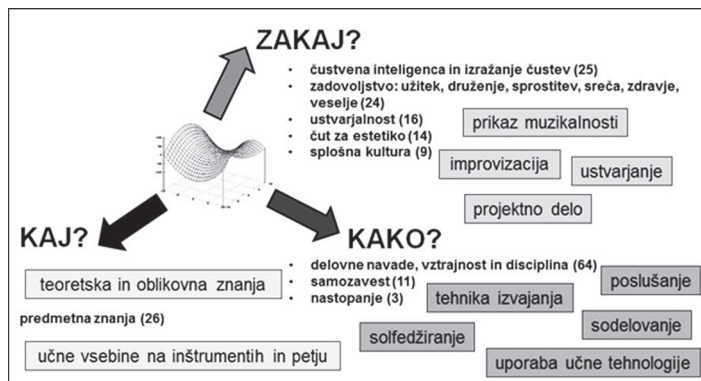 ZAKAJ?
• čustvena inteligenca in izražanje čustev (25)
• zadovoljstvo: užitek, druženje, sprostitev, sreča, zdravje,
veselje (24)
• ustvarjalnost (16)
• čut za estetiko (14)
• splošna kultura (9)
prikaz muzikalnosti
improvizacija
ustvarjanje
projektno delo
KAJ?
teoretska in oblikovna znanja
predmetna znanja (26)
učne vsebine na inštrumentih in petju
KAKO?
• delovne navade, vztrajnost in disciplina (64)
• samozavest (11)
• nastopanje (3)
poslušanje
tehnika izvajanja
sodelovanje
solfedžiranje
uporaba učne tehnologije